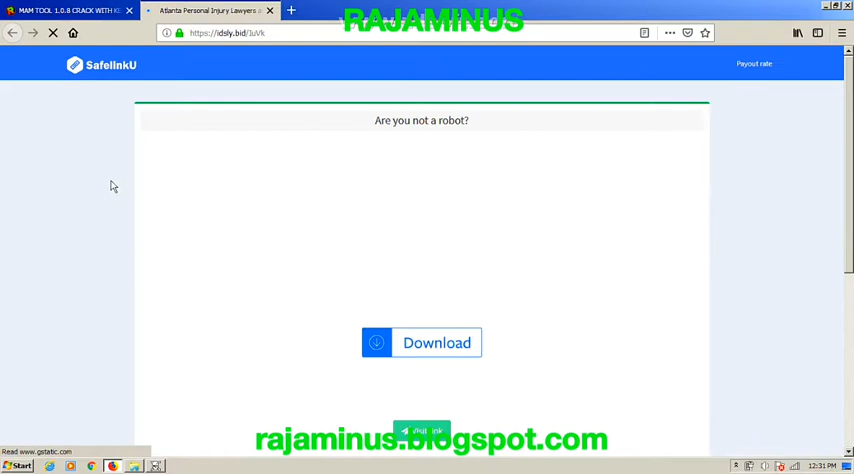 RAJAMINUS
MAM TOOL 1.0.8 CRACK WITH KE
Atlanta Personal Injury Lawyers a
https://idsly.bid/1uVk
SafelinkU
Payout rate
Are you not a robot?
Download
rajaminus.blogspot.com
Read www.gstatic.com
Start
12:31 PM